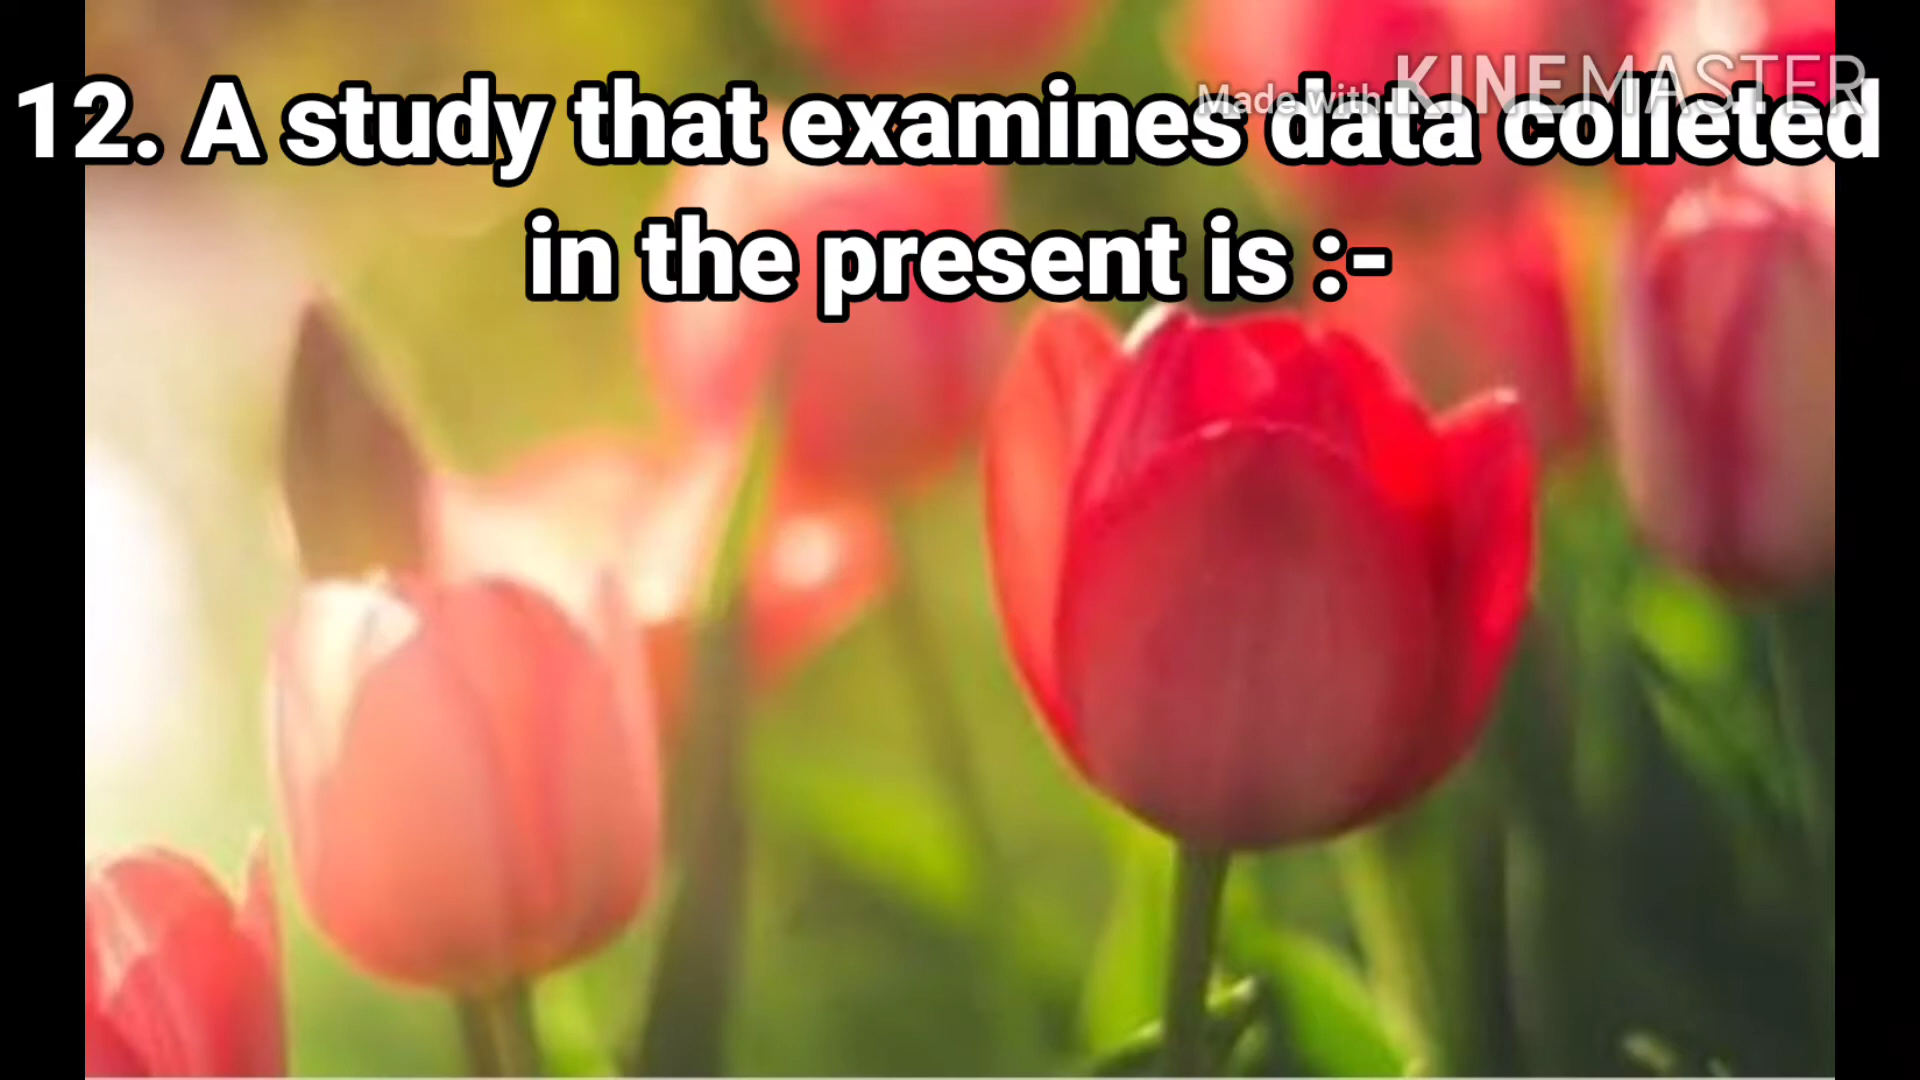 Made with KINEMASTER
12. A study that examines data colleted
in the present is :-